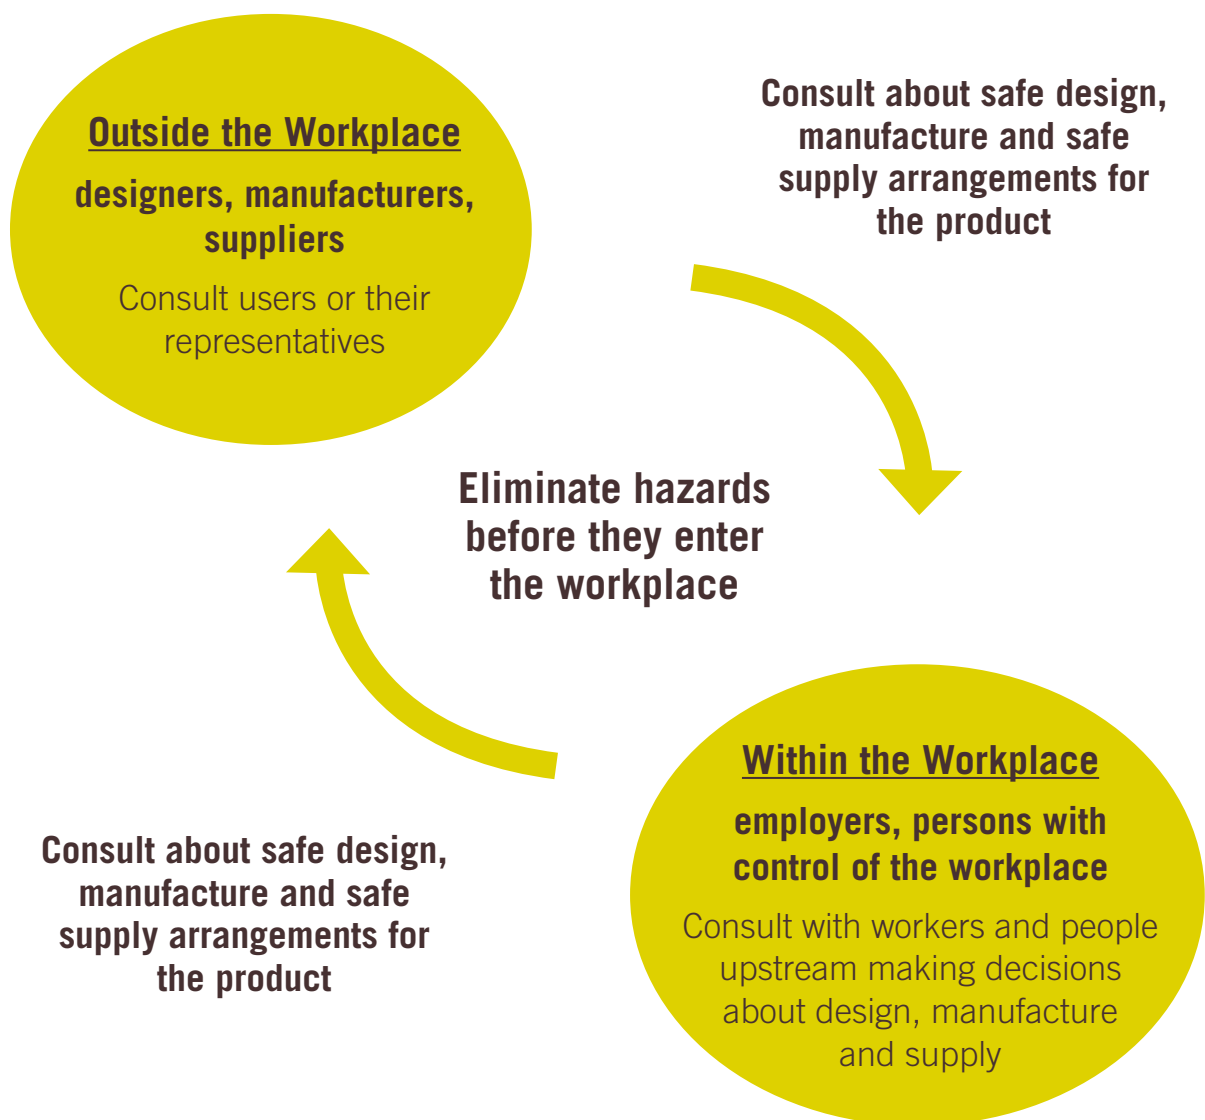 Outside the Workplace
designers, manufacturers,
suppliers
Consult users or their
representatives
Consult about safe design,
manufacture and safe
supply arrangements for
the product
Eliminate hazards
before they enter
the workplace
Within the Workplace
employers, persons with
control of the workplace
Consult with workers and people
upstream making decisions
about design, manufacture
and supply
Consult about safe design,
manufacture and safe
supply arrangements for
the product